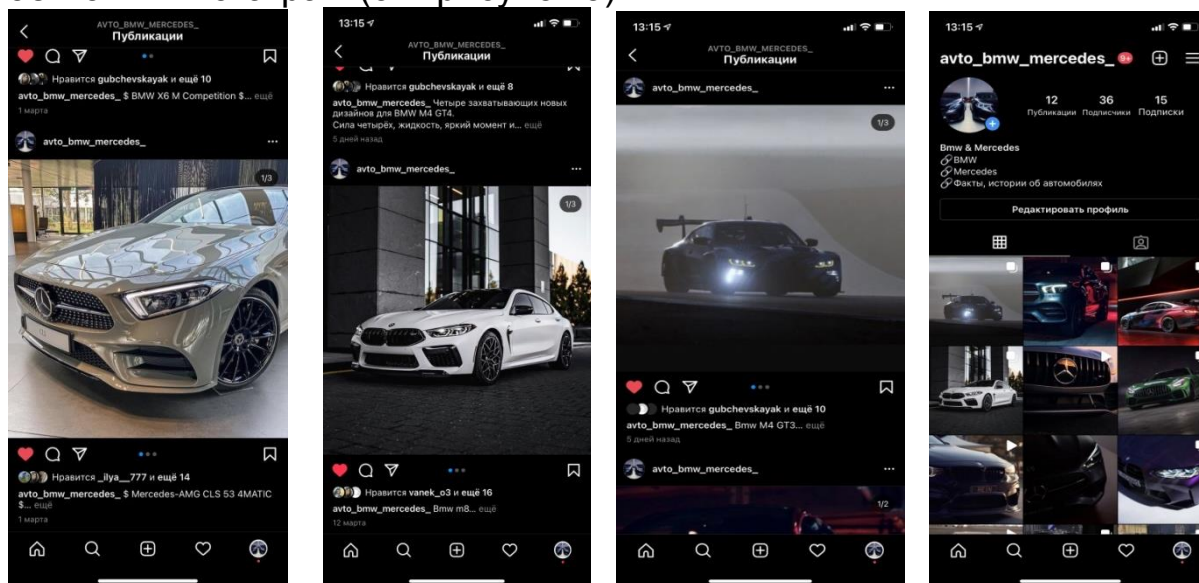 AVTO_BMW_MERCEDES_
Публикации
Нравится gubchevskayak и ещё 10
avto_bmw_mercedes_ $ BMW X6 M Competition $... ещё
1 марта
avto_bmw_mercedes_
1/3
Нравится _ilya__777 и ещё 14
avto_bmw_mercedes_ $ Mercedes-AMG CLS 53 4MATIC
$... ещё
1 марта
13:15
AVTO_BMW_MERCEDES_
Публикации
Нравится gubchevskayak и ещё 8
avto_bmw_mercedes_ Четыре захватывающих новых
дизайнов для BMW M4 GT4.
Сила четырёх, жидкость, яркий момент и... ещё
5 дней назад
avto_bmw_mercedes_
1/3
Нравится vanek_o3 и ещё 16
avto_bmw_mercedes_ Bmw m8... ещё
12 марта
13:15
AVTO_BMW_MERCEDES_
Публикации
avto_bmw_mercedes_
1/3
Нравится gubchevskayak и ещё 10
avto_bmw_mercedes_ Bmw M4 GT3... ещё
5 дней назад
avto_bmw_mercedes_
1/2
13:15
avto_bmw_mercedes_ 9+
12 36 15
Публикации Подписчики Подписки
Bmw & Mercedes
BMW
Mercedes
Факты, истории об автомобилях
Редактировать профиль